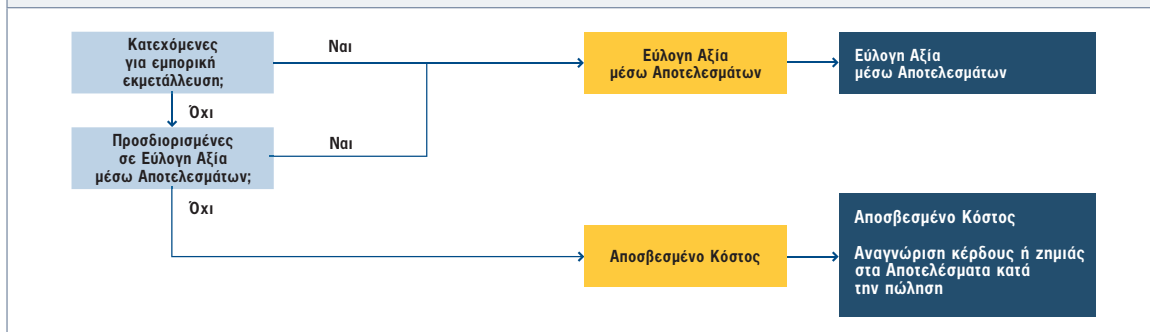 Κατεχόμενες
για εμπορική
εκμετάλλευση;
Ναι
Εύλογη Αξία
μέσω Αποτελεσμάτων
Εύλογη Αξία
μέσω Αποτελεσμάτων
Όχι
Προσδιορισμένες
σε Εύλογη Αξία
μέσω Αποτελεσμάτων;
Ναι
Όχι
Αποσβεσμένο Κόστος
Αποσβεσμένο Κόστος
Αναγνώριση κέρδους ή ζημιάς
στα Αποτελέσματα κατά
την πώληση